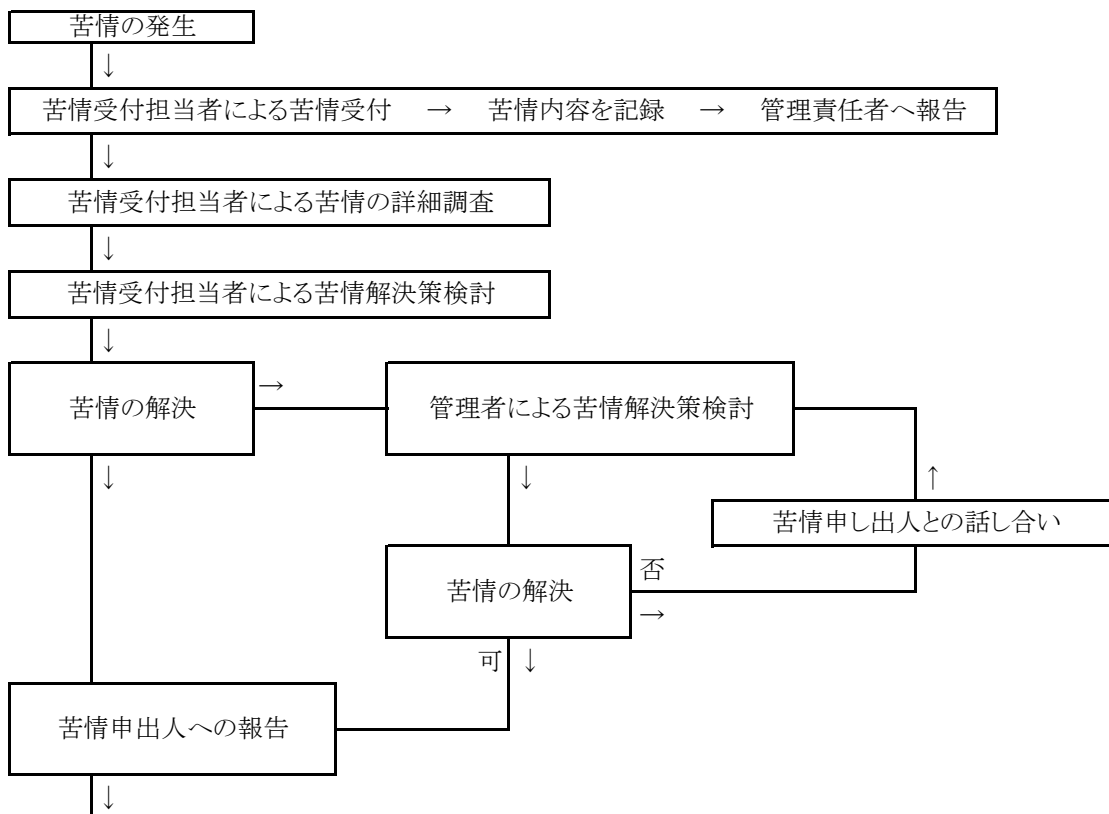 苦情の発生
↓
苦情受付担当者による苦情受付 → 苦情内容を記録 → 管理責任者へ報告
↓
苦情受付担当者による苦情の詳細調査
↓
苦情受付担当者による苦情解決策検討
↓
苦情の解決
→
管理者による苦情解決策検討
↓
↓
↑
苦情申し出人との話し合い
苦情の解決
否
→
可 ↓
苦情申出人への報告
↓